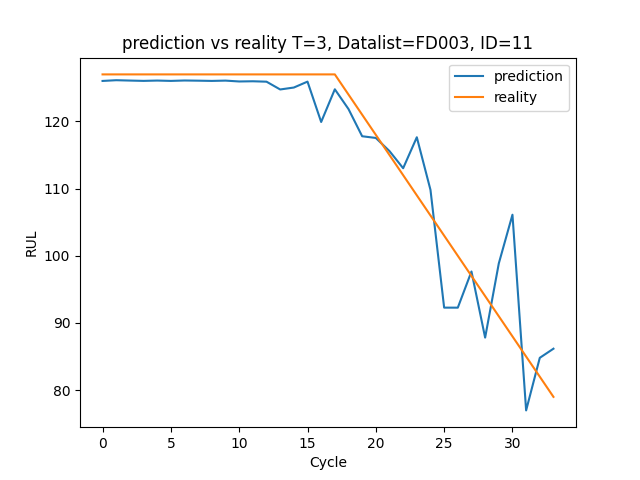 prediction vs reality T=3, Datalist=FD003, ID=11
prediction
reality
120
110
100
90
80
RUL
0 5 10 15 20 25 30
Cycle